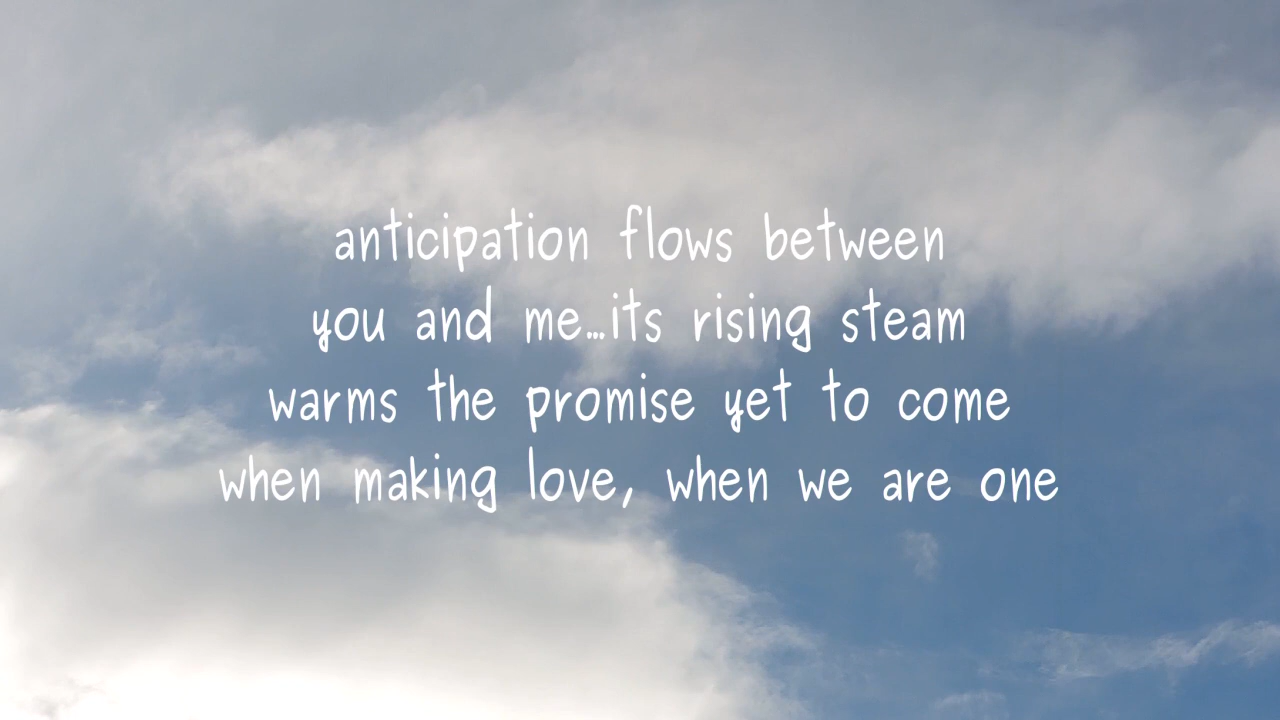 anticipation flows between
you and me...its rising steam
warms the promise yet to come
when making love, when we are one